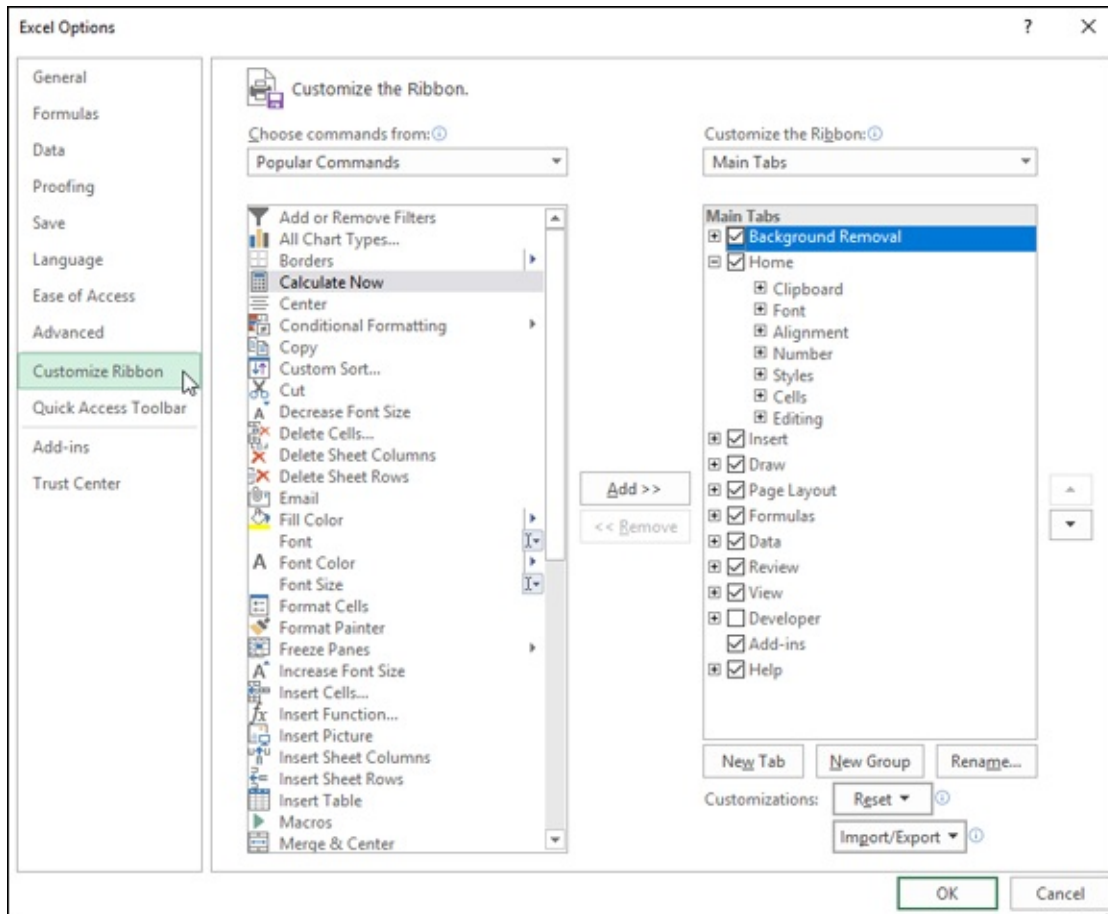 Excel Options
?
General
Formulas
Data
Proofing
Save
Language
Ease of Access
Advanced
Customize Ribbon
Quick Access Toolbar
Add-ins
Trust Center
Customize the Ribbon.
Choose commands from:
Popular Commands
Add or Remove Filters
All Chart Types...
Borders
Calculate Now
Center
Conditional Formatting
Copy
Custom Sort...
Cut
Decrease Font Size
Delete Cells...
Delete Sheet Columns
Delete Sheet Rows
Email
Fill Color
Font
Font Color
Font Size
Format Cells
Format Painter
Freeze Panes
Increase Font Size
Insert Cells...
Insert Function...
Insert Picture
Insert Sheet Columns
Insert Sheet Rows
Insert Table
Macros
Merge & Center
Add >>
<< Remove
Customize the Ribbon:
Main Tabs
Main Tabs
Background Removal
Home
Clipboard
Font
Alignment
Number
Styles
Cells
Editing
Insert
Draw
Page Layout
Formulas
Data
Review
View
Developer
Add-ins
Help
New Tab
New Group
Rename...
Customizations:
Reset
Import/Export
OK
Cancel